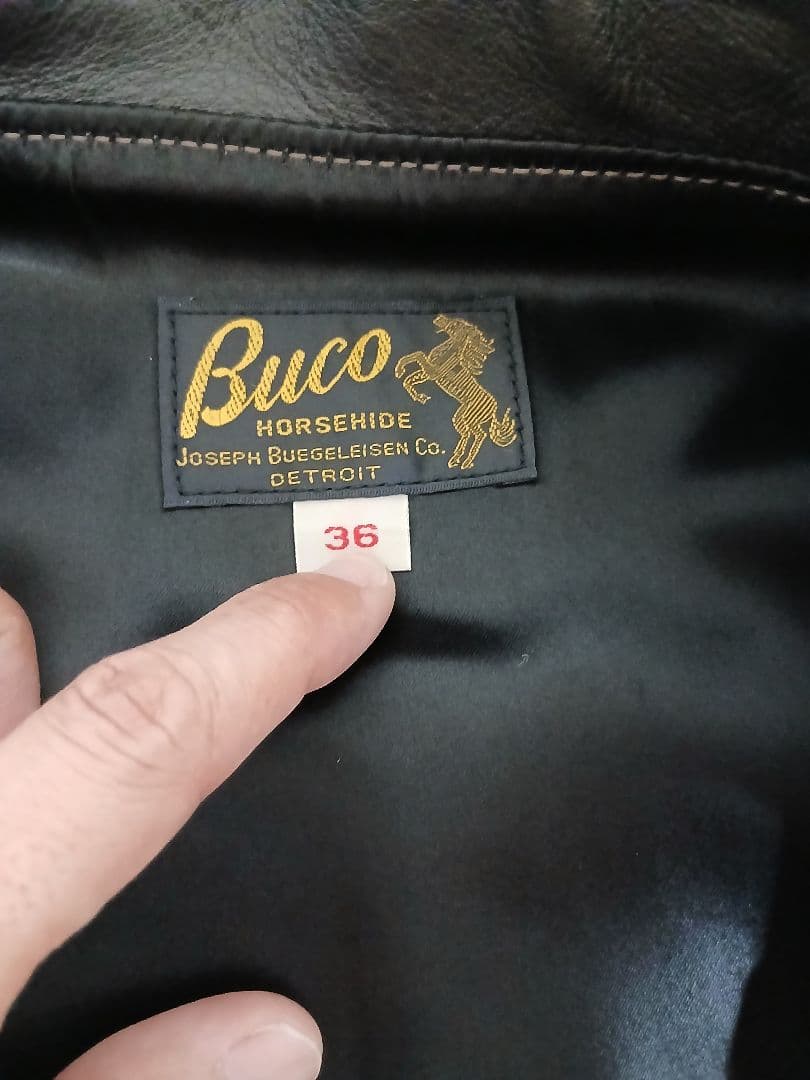 Buco
HORSEHIDE
JOSEPH BUEGELEISEN Co.
DETROIT
36